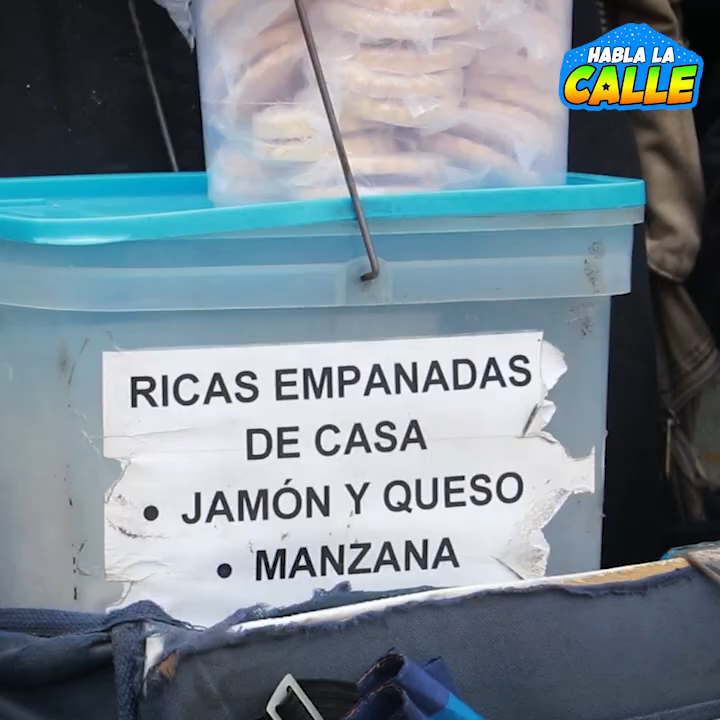 HABLA LA
CALLE
RICAS EMPANADAS
DE CASA
• JAMÓN Y QUESO
• MANZANA